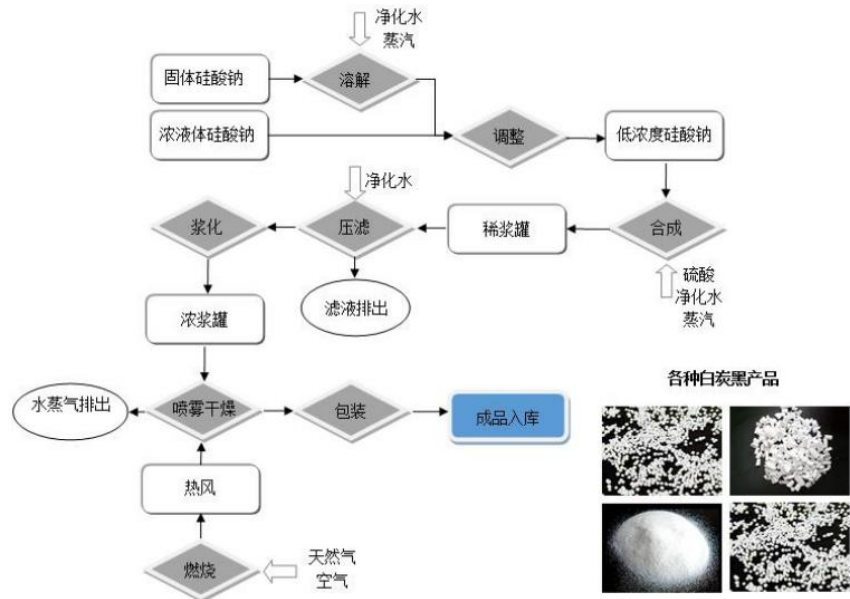 净化水
蒸汽
固体硅酸钠
溶解
浓液体硅酸钠
调整
低浓度硅酸钠
净化水
浆化
压滤
稀浆罐
合成
硫酸
净化水
蒸汽
滤液排出
浓浆罐
各种白炭黑产品
水蒸气排出
喷雾干燥
包装
成品入库
热风
天然气
空气
燃烧